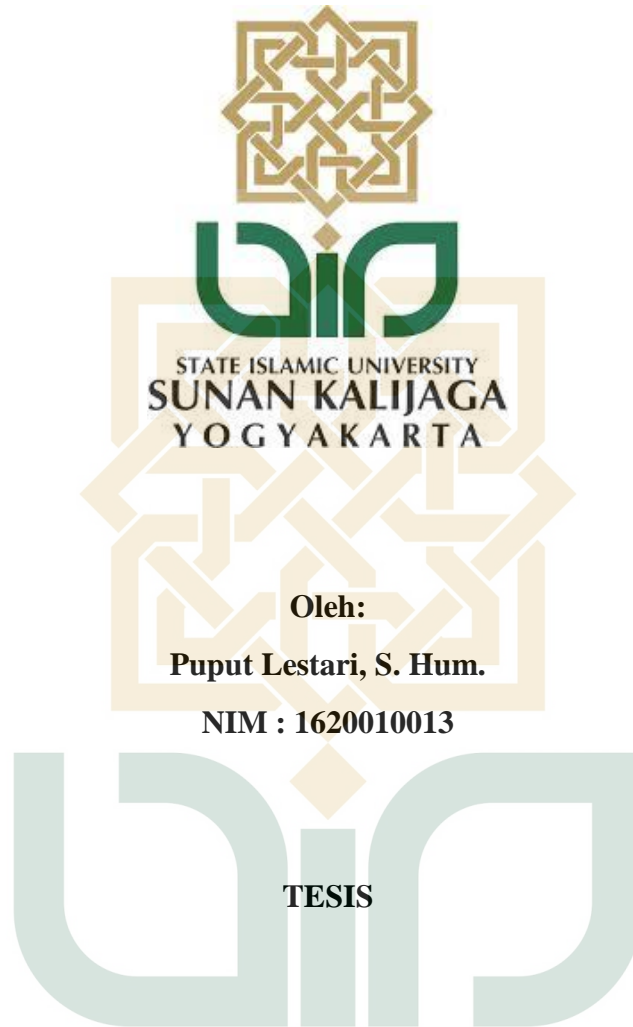 STATE ISLAMIC UNIVERSITY
SUNAN KALIJAGA
YOGYAKARTA
Oleh:
Puput Lestari, S. Hum.
NIM : 1620010013
TESIS